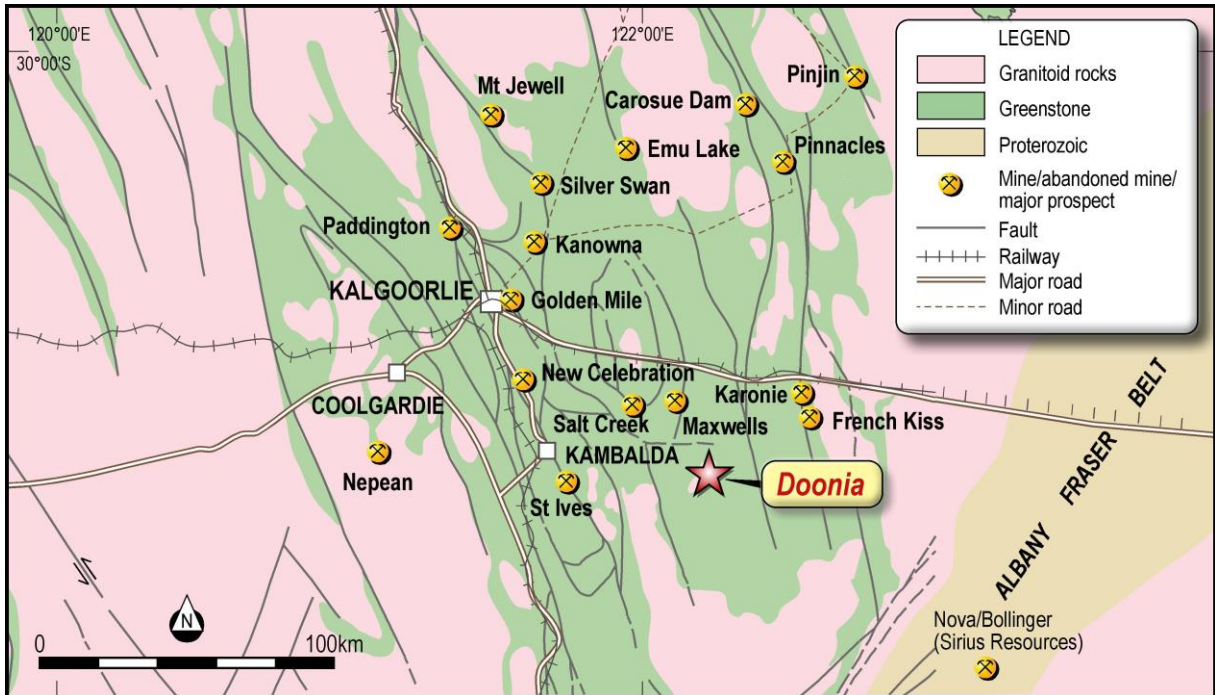 120°00'E
122°00'E
30°00'S
LEGEND
Granitoid rocks
Greenstone
Proterozoic
Mine/abandoned mine/
major prospect
Fault
Railway
Major road
Minor road
Pinjin
Mt Jewell
Carosue Dam
Emu Lake
Pinnacles
Silver Swan
Paddington
Kanowna
KALGOORLIE
Golden Mile
New Celebration
Karonie
COOLGARDIE
Salt Creek
Maxwells
French Kiss
KAMBALDA
Nepean
St Ives
Doonia
ALBANY FRASER BELT
Nova/Bollinger
(Sirius Resources)
N
0
100km